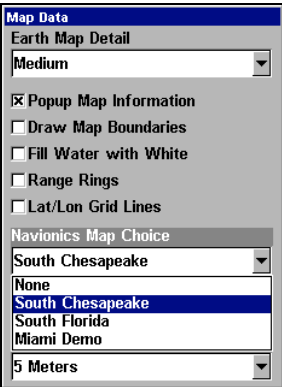 Map Data
Earth Map Detail
Medium
Popup Map Information
Draw Map Boundaries
Fill Water with White
Range Rings
Lat/Lon Grid Lines
Navionics Map Choice
South Chesapeake
None
South Chesapeake
South Florida
Miami Demo
5 Meters